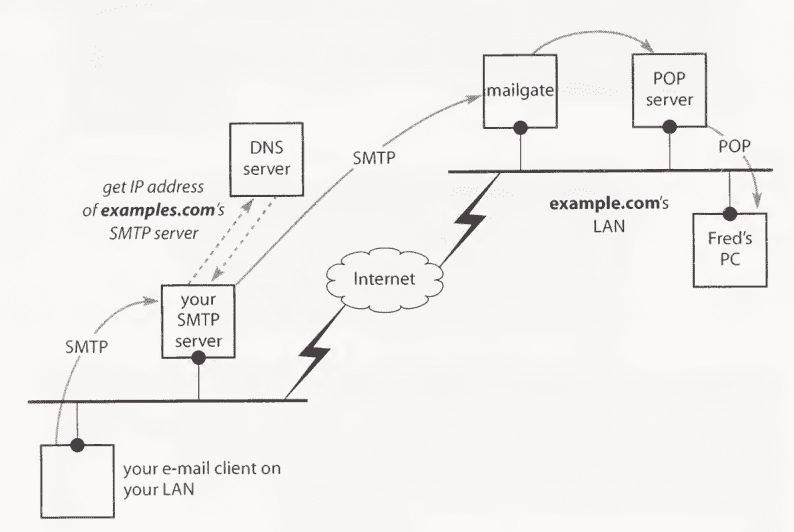 mailgate
POP
server
DNS
server
SMTP
POP
get IP address
of examples.com's
SMTP server
example.com's
LAN
Fred's
PC
Internet
your
SMTP
server
SMTP
your e-mail client on
your LAN